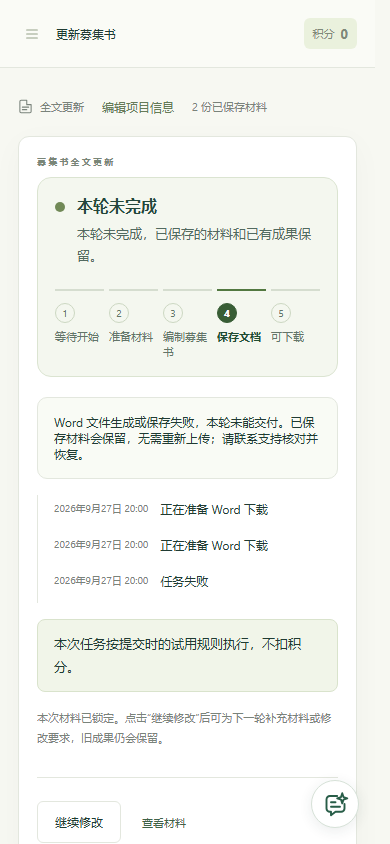 更新募集书
积分 0
全文更新 编辑项目信息 2 份已保存材料
募集书全文更新
本轮未完成
本轮未完成，已保存的材料和已有成果保
留。
1 2 3 4 5
等待开始 准备材料 编制募集 保存文档 可下载
书
Word 文件生成或保存失败，本轮未能交付。已保
存材料会保留，无需重新上传；请联系支持核对并
恢复。
2026年9月27日 20:00 正在准备 Word 下载
2026年9月27日 20:00 正在准备 Word 下载
2026年9月27日 20:00 任务失败
本次任务按提交时的试用规则执行，不扣积
分。
本次材料已锁定。点击“继续修改”后可为下一轮补充材料或修
改要求，旧成果仍会保留。
继续修改 查看材料